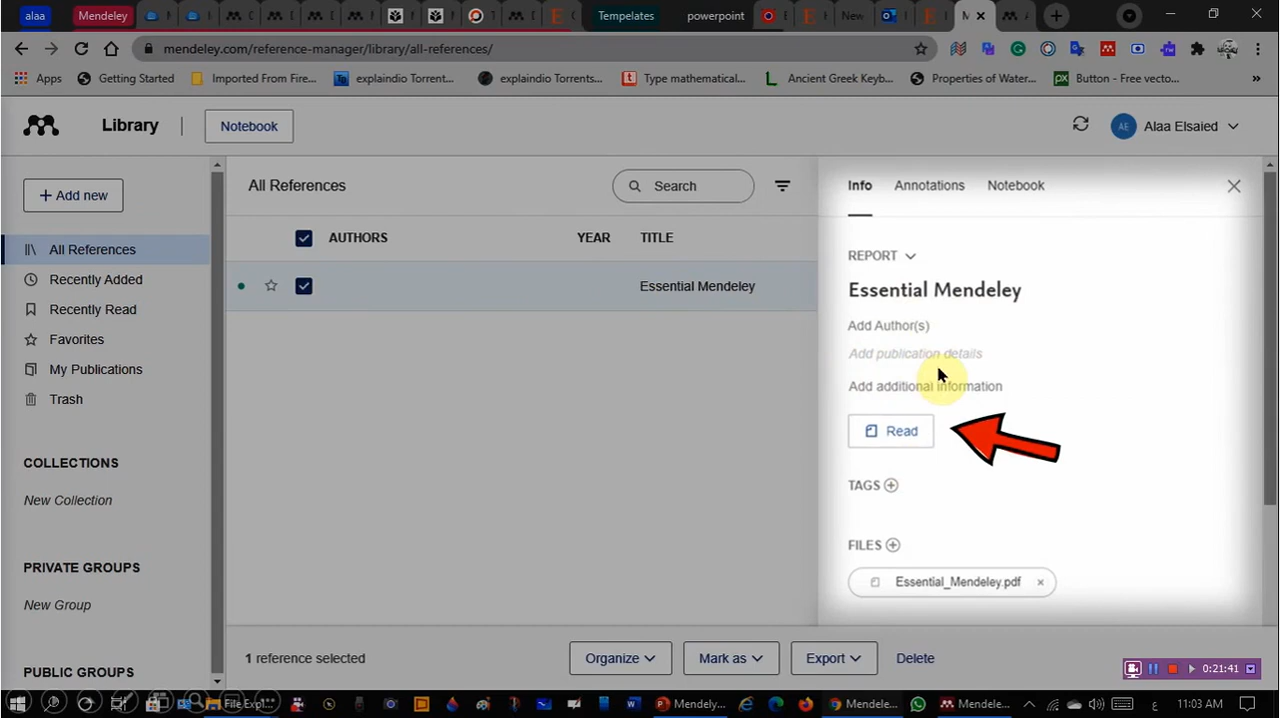 alaa
Mendeley
Templates
powerpoint
New
mendeley.com/reference-manager/library/all-references/
Apps
Getting Started
Imported From Fire...
explaindio Torrent...
explaindio Torrents...
Type mathematical...
Ancient Greek Keyb...
Properties of Water...
Button - Free vecto...
Library
Notebook
AE
Alaa Elsaied
+ Add new
All References
Recently Added
Recently Read
Favorites
My Publications
Trash
COLLECTIONS
New Collection
PRIVATE GROUPS
New Group
PUBLIC GROUPS
All References
Search
AUTHORS
YEAR
TITLE
Essential Mendeley
1 reference selected
Organize
Mark as
Export
Delete
Info
Annotations
Notebook
REPORT
Essential Mendeley
Add Author(s)
Add publication details
Add additional information
Read
TAGS
FILES
Essential_Mendeley.pdf
0:21:41
File Expl...
Mendely...
Mendele...
Mendele...
ع
11:03 AM